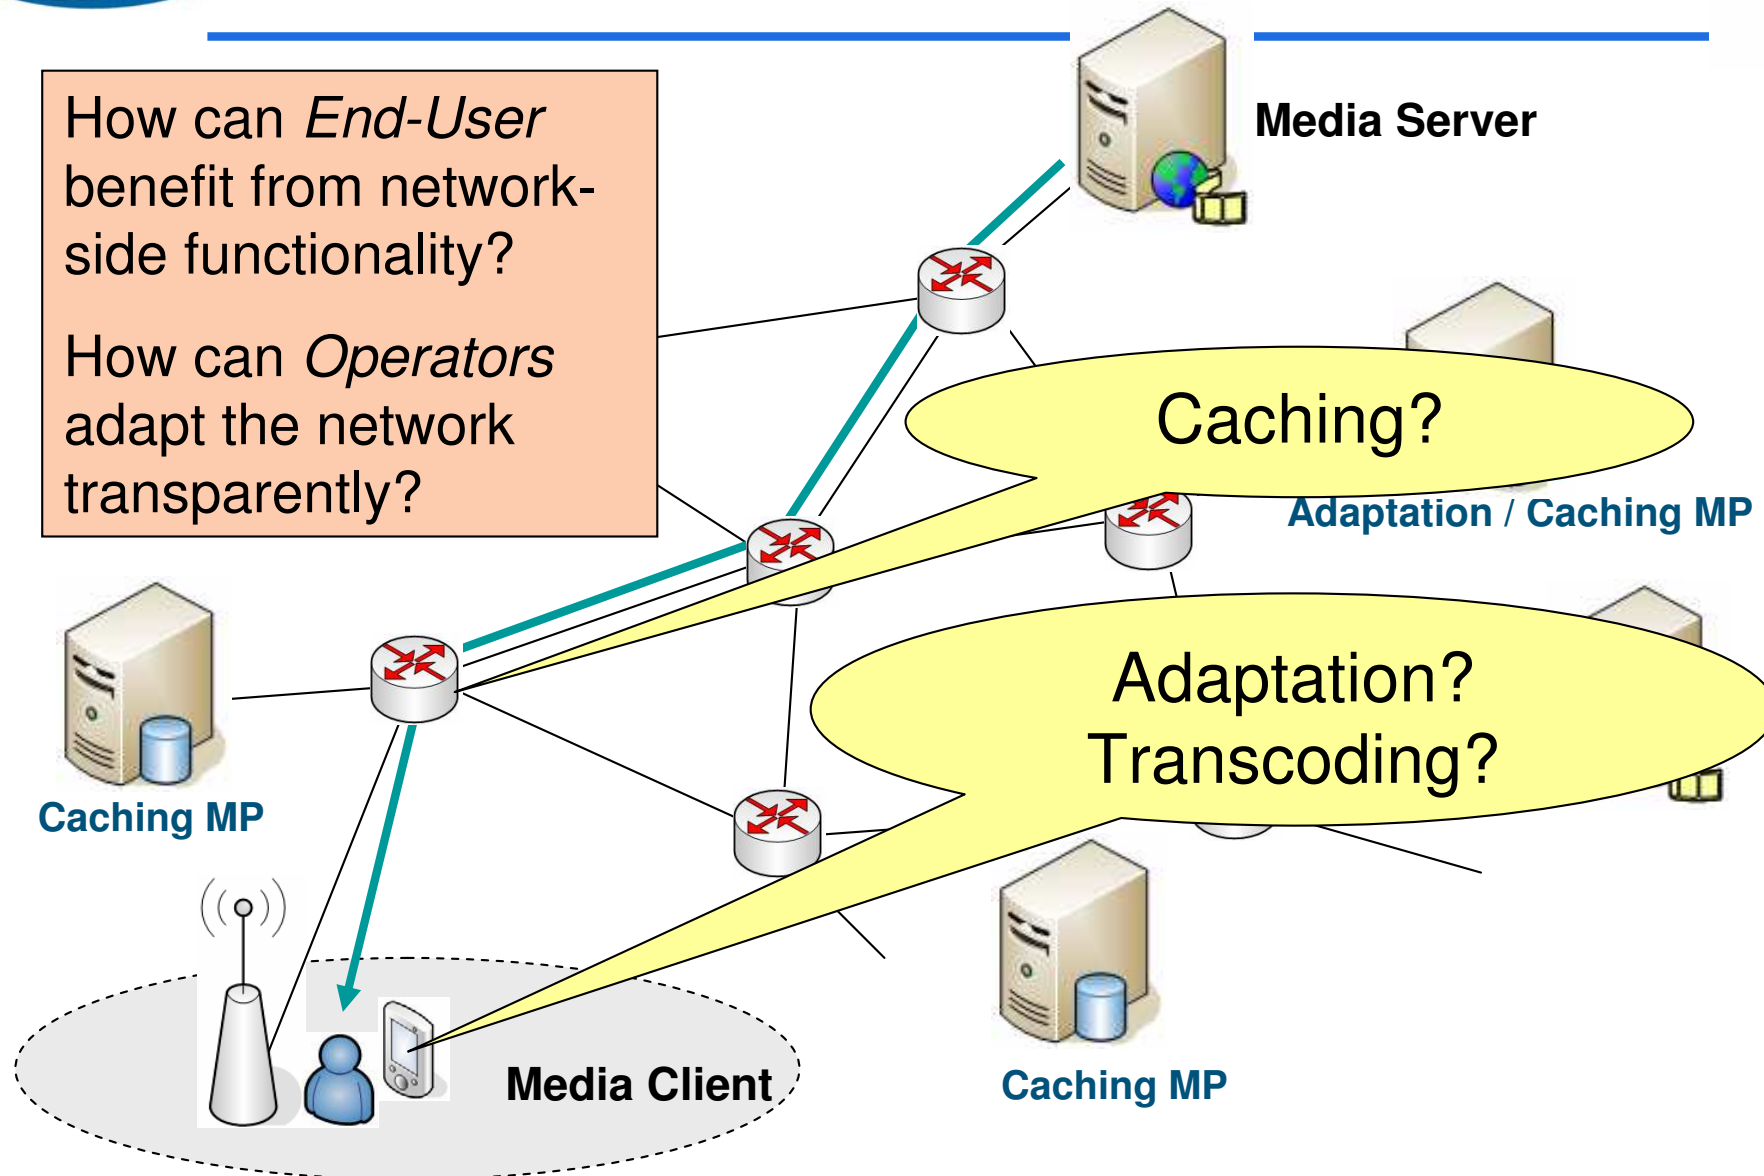 How can End-User
benefit from network-
side functionality?
How can Operators
adapt the network
transparently?
Media Server
Caching?
Adaptation / Caching MP
Adaptation?
Transcoding?
Caching MP
Media Client
Caching MP